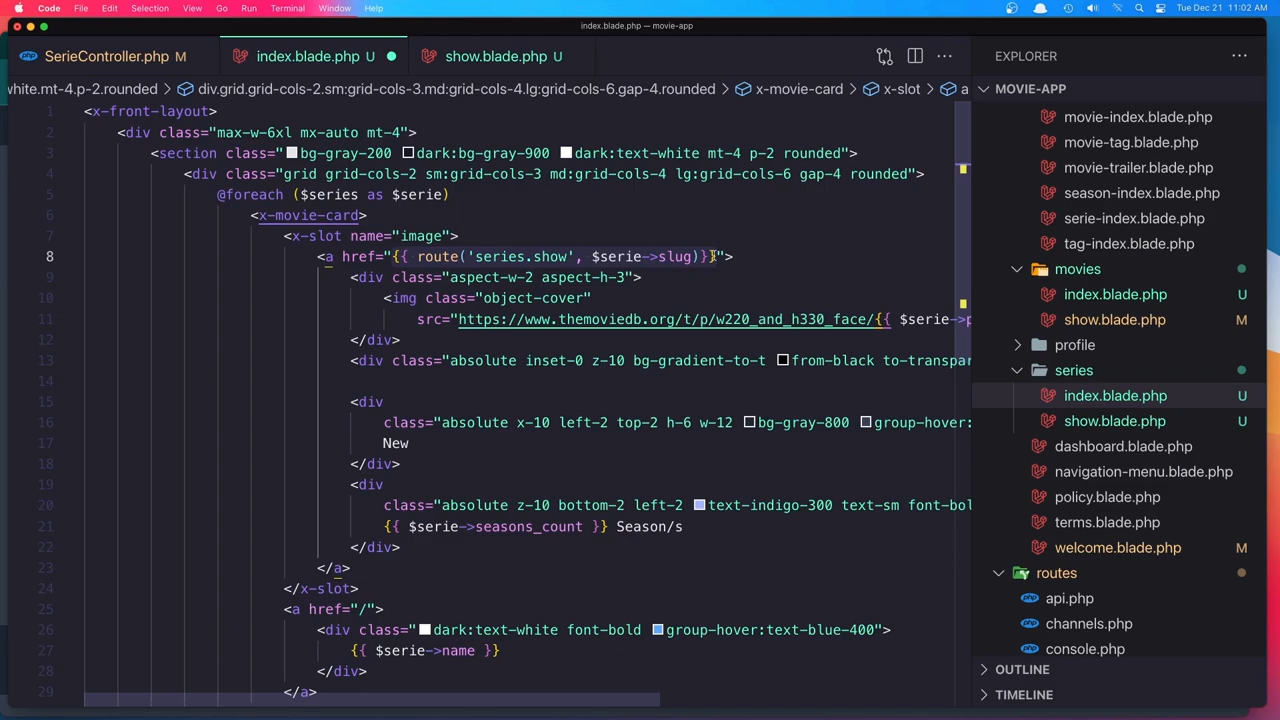 Code File Edit Selection View Go Run Terminal Window Help
Tue Dec 21 11:02 AM
index.blade.php — movie-app
SerieController.php M
index.blade.php U
show.blade.php U
white.mt-4.p-2.rounded > div.grid.grid-cols-2.sm:grid-cols-3.md:grid-cols-4.lg:grid-cols-6.gap-4.rounded > x-movie-card > x-slot > a
1 <x-front-layout>
2 <div class="max-w-6xl mx-auto mt-4">
3 <section class="bg-gray-200 dark:bg-gray-900 dark:text-white mt-4 p-2 rounded">
4 <div class="grid grid-cols-2 sm:grid-cols-3 md:grid-cols-4 lg:grid-cols-6 gap-4 rounded">
5 @foreach ($series as $serie)
6 <x-movie-card>
7 <x-slot name="image">
8 <a href="{{ route('series.show', $serie->slug)}}">
9 <div class="aspect-w-2 aspect-h-3">
10 <img class="object-cover"
11 src="https://www.themoviedb.org/t/p/w220_and_h330_face/{{ $serie->p
12 </div>
13 <div class="absolute inset-0 z-10 bg-gradient-to-t from-black to-transpar
14
15 <div
16 class="absolute x-10 left-2 top-2 h-6 w-12 bg-gray-800 group-hover:
17 New
18 </div>
19 <div
20 class="absolute z-10 bottom-2 left-2 text-indigo-300 text-sm font-bol
21 {{ $serie->seasons_count }} Season/s
22 </div>
23 </a>
24 </x-slot>
25 <a href="/">
26 <div class="dark:text-white font-bold group-hover:text-blue-400">
27 {{ $serie->name }}
28 </div>
29 </a>
EXPLORER
MOVIE-APP
movie-index.blade.php
movie-tag.blade.php
movie-trailer.blade.php
season-index.blade.php
serie-index.blade.php
tag-index.blade.php
movies
index.blade.php U
show.blade.php M
profile
series
index.blade.php U
show.blade.php U
dashboard.blade.php
navigation-menu.blade.php
policy.blade.php
terms.blade.php
welcome.blade.php M
routes
api.php
channels.php
console.php
OUTLINE
TIMELINE